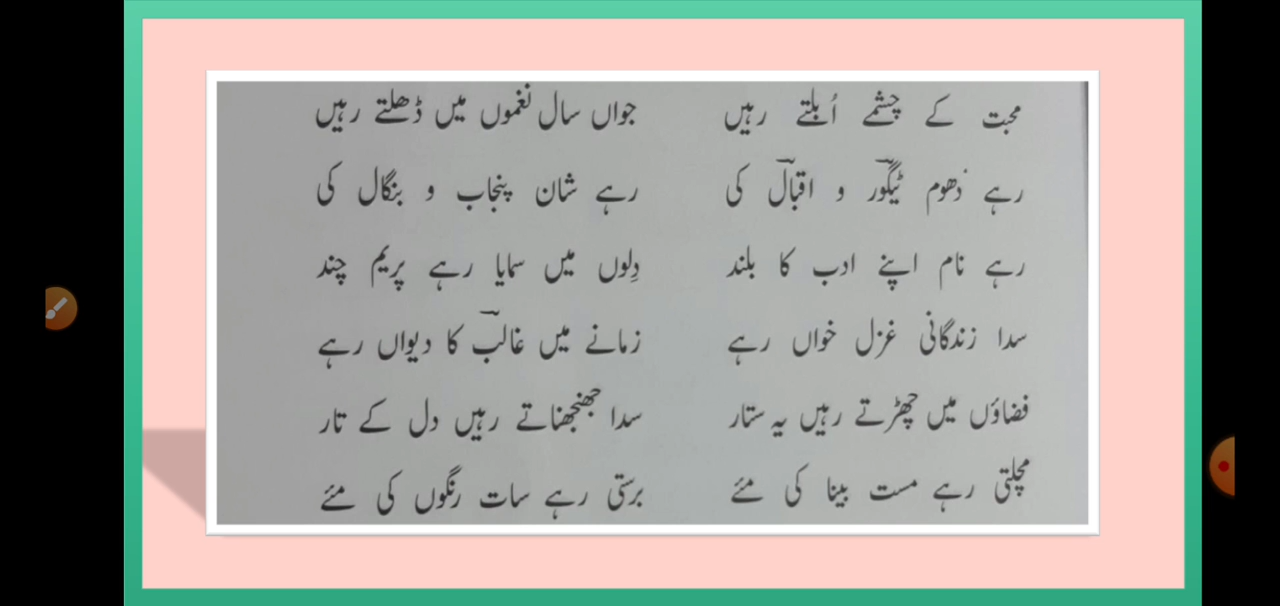 محبت کے چشمے اُبلتے رہیں جواں سال نغموں میں ڈھلتے رہیں
رہے دھوم ٹیگور و اقبال کی رہے شان پنجاب و بنگال کی
رہے نام اپنے ادب کا بلند دِلوں میں سمایا رہے پریم چند
سدا زندگانی غزل خواں رہے زمانے میں غالب کا دیواں رہے
فضاؤں میں چھڑتے رہیں یہ ستار سدا جھنجھناتے رہیں دل کے تار
مچلتی رہے مست بینا کی مئے برستی رہے سات رنگوں کی مئے